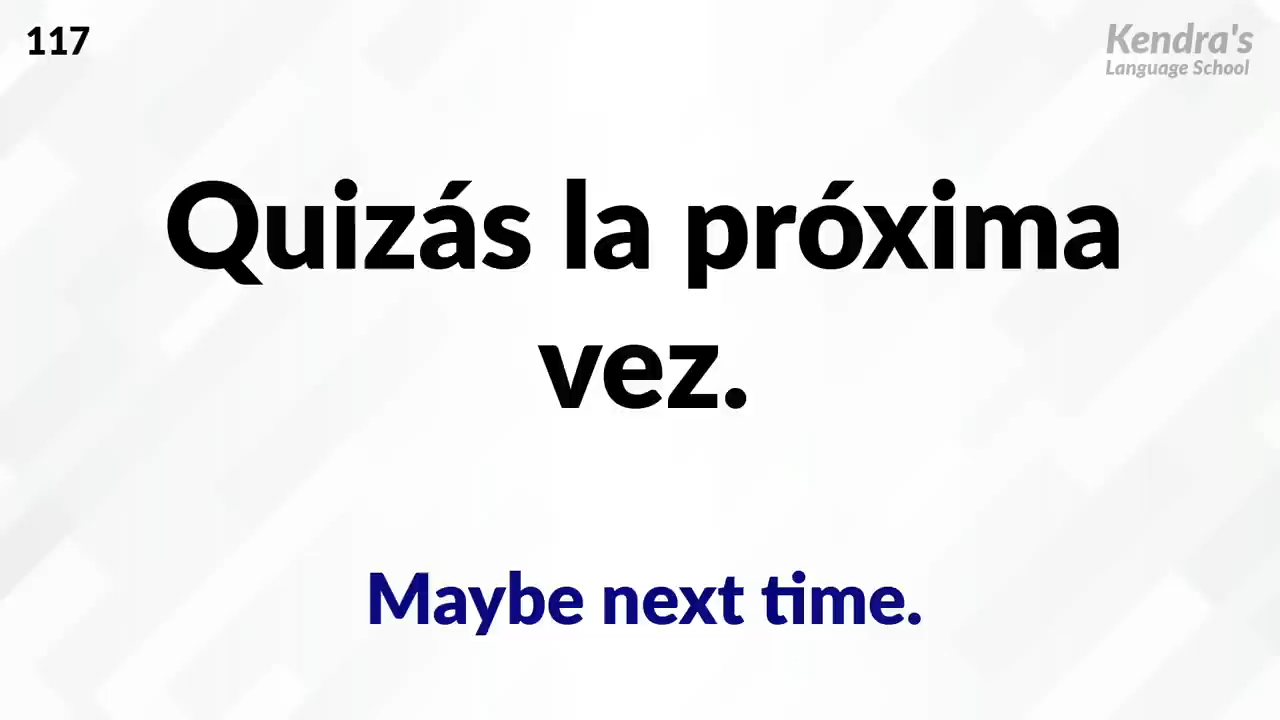 117
Kendra's
Language School
Quizás la próxima
vez.
Maybe next time.